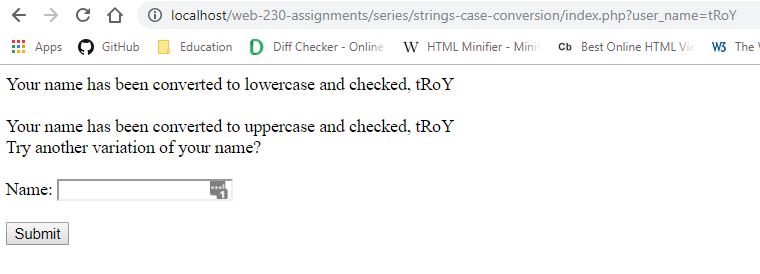 localhost/web-230-assignments/series/strings-case-conversion/index.php?user_name=tRoY
Apps GitHub Education Diff Checker - Online HTML Minifier - Mini Cb Best Online HTML Vi W3 The
Your name has been converted to lowercase and checked, tRoY
Your name has been converted to uppercase and checked, tRoY
Try another variation of your name?
Name:
Submit